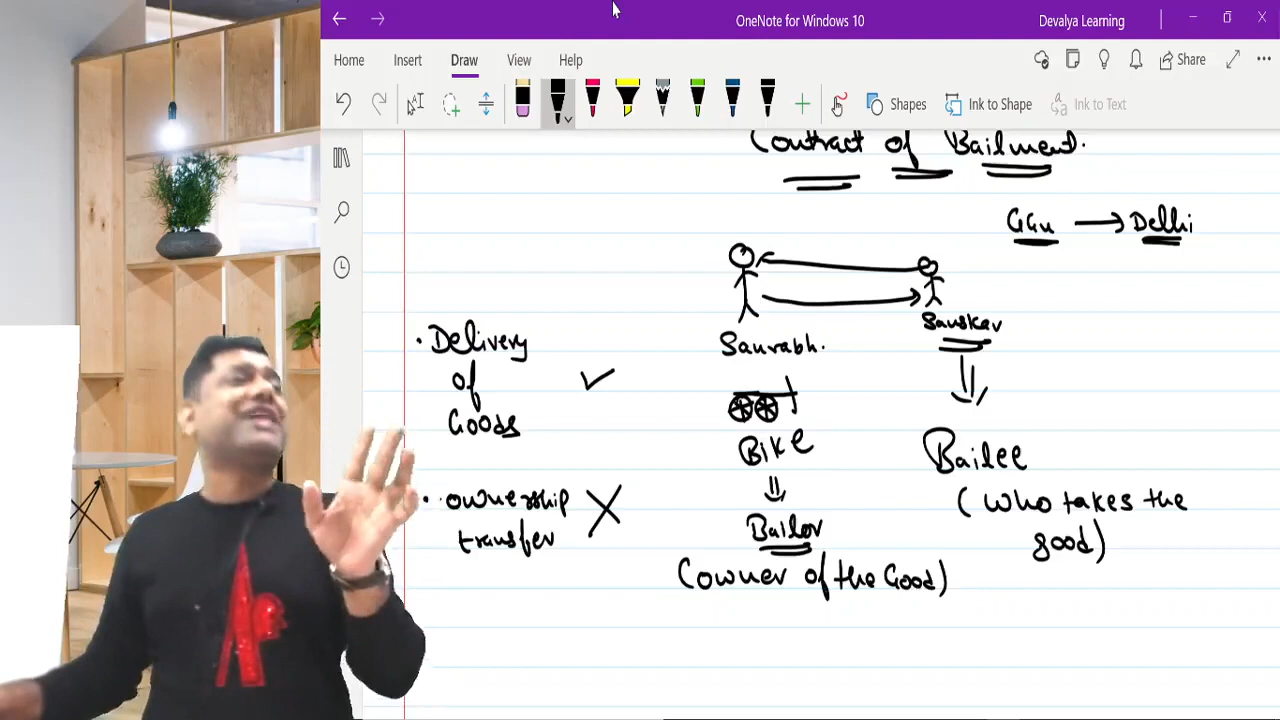 OneNote for Windows 10
Devalya Learning
Home
Insert
Draw
View
Help
Share
Shapes
Ink to Shape
Ink to Text
Contract of Bailment.
GGN → Delhi
Sanskar
Saurabh.
• Delivery
of
Goods
Bike
Bailee
(who takes the
good)
• ownership
transfer
Bailor
(owner of the Good)